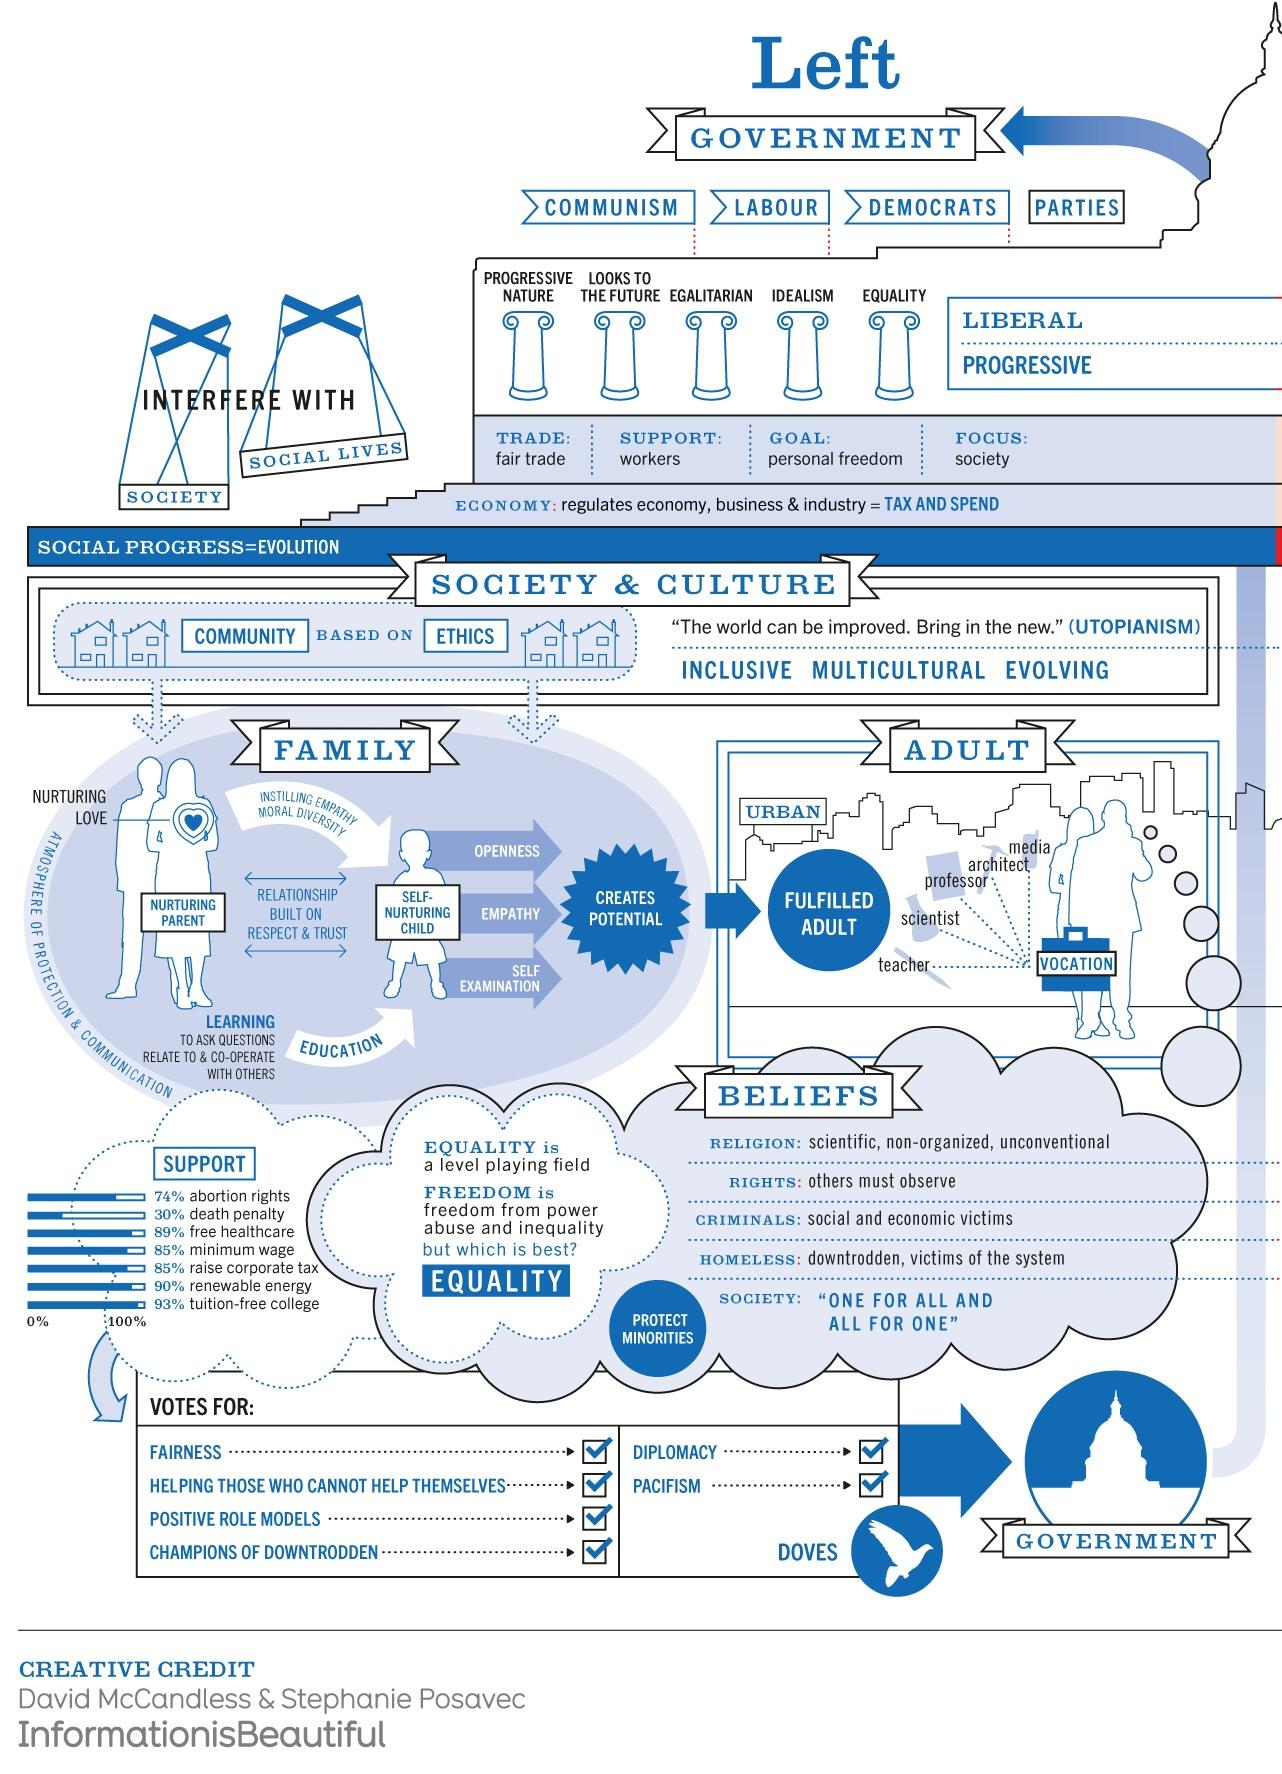 Left
GOVERNMENT
COMMUNISM
LABOUR
DEMOCRATS
PARTIES
PROGRESSIVE
NATURE
LOOKS TO
THE FUTURE
EGALITARIAN
IDEALISM
EQUALITY
LIBERAL
PROGRESSIVE
INTERFERE WITH
SOCIAL LIVES
SOCIETY
TRADE:
fair trade
SUPPORT:
workers
GOAL:
personal freedom
FOCUS:
society
ECONOMY: regulates economy, business & industry = TAX AND SPEND
SOCIAL PROGRESS=EVOLUTION
SOCIETY & CULTURE
COMMUNITY BASED ON ETHICS
“The world can be improved. Bring in the new.” (UTOPIANISM)
INCLUSIVE MULTICULTURAL EVOLVING
FAMILY
NURTURING
LOVE
INSTILLING EMPATHY
MORAL DIVERSITY
ATMOSPHERE OF PROTECTION & COMMUNICATION
NURTURING
PARENT
RELATIONSHIP
BUILT ON
RESPECT & TRUST
SELF-
NURTURING
CHILD
OPENNESS
EMPATHY
SELF
EXAMINATION
CREATES
POTENTIAL
LEARNING
TO ASK QUESTIONS
RELATE TO & CO-OPERATE
WITH OTHERS
EDUCATION
ADULT
URBAN
FULFILLED
ADULT
media
architect
professor
scientist
teacher
VOCATION
BELIEFS
RELIGION: scientific, non-organized, unconventional
RIGHTS: others must observe
CRIMINALS: social and economic victims
HOMELESS: downtrodden, victims of the system
SOCIETY: “ONE FOR ALL AND
ALL FOR ONE”
EQUALITY is
a level playing field
FREEDOM is
freedom from power
abuse and inequality
but which is best?
EQUALITY
PROTECT
MINORITIES
SUPPORT
74% abortion rights
30% death penalty
89% free healthcare
85% minimum wage
85% raise corporate tax
90% renewable energy
93% tuition-free college
0% 100%
VOTES FOR:
FAIRNESS
HELPING THOSE WHO CANNOT HELP THEMSELVES
POSITIVE ROLE MODELS
CHAMPIONS OF DOWNTRODDEN
DIPLOMACY
PACIFISM
DOVES
GOVERNMENT
CREATIVE CREDIT
David McCandless & Stephanie Posavec
InformationisBeautiful